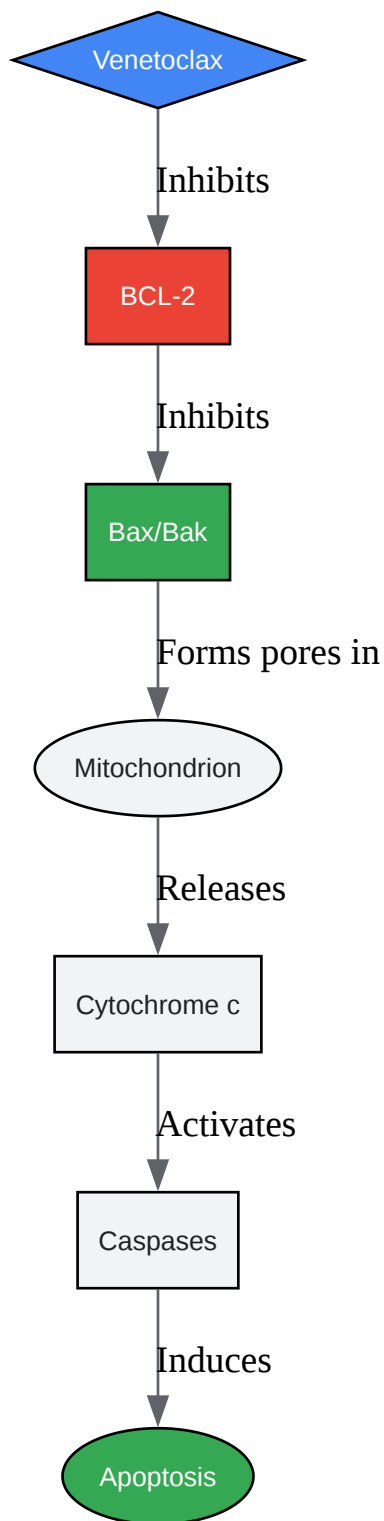 Venetoclax
Inhibits
BCL-2
Inhibits
Bax/Bak
Forms pores in
Mitochondrion
Releases
Cytochrome c
Activates
Caspases
Induces
Apoptosis